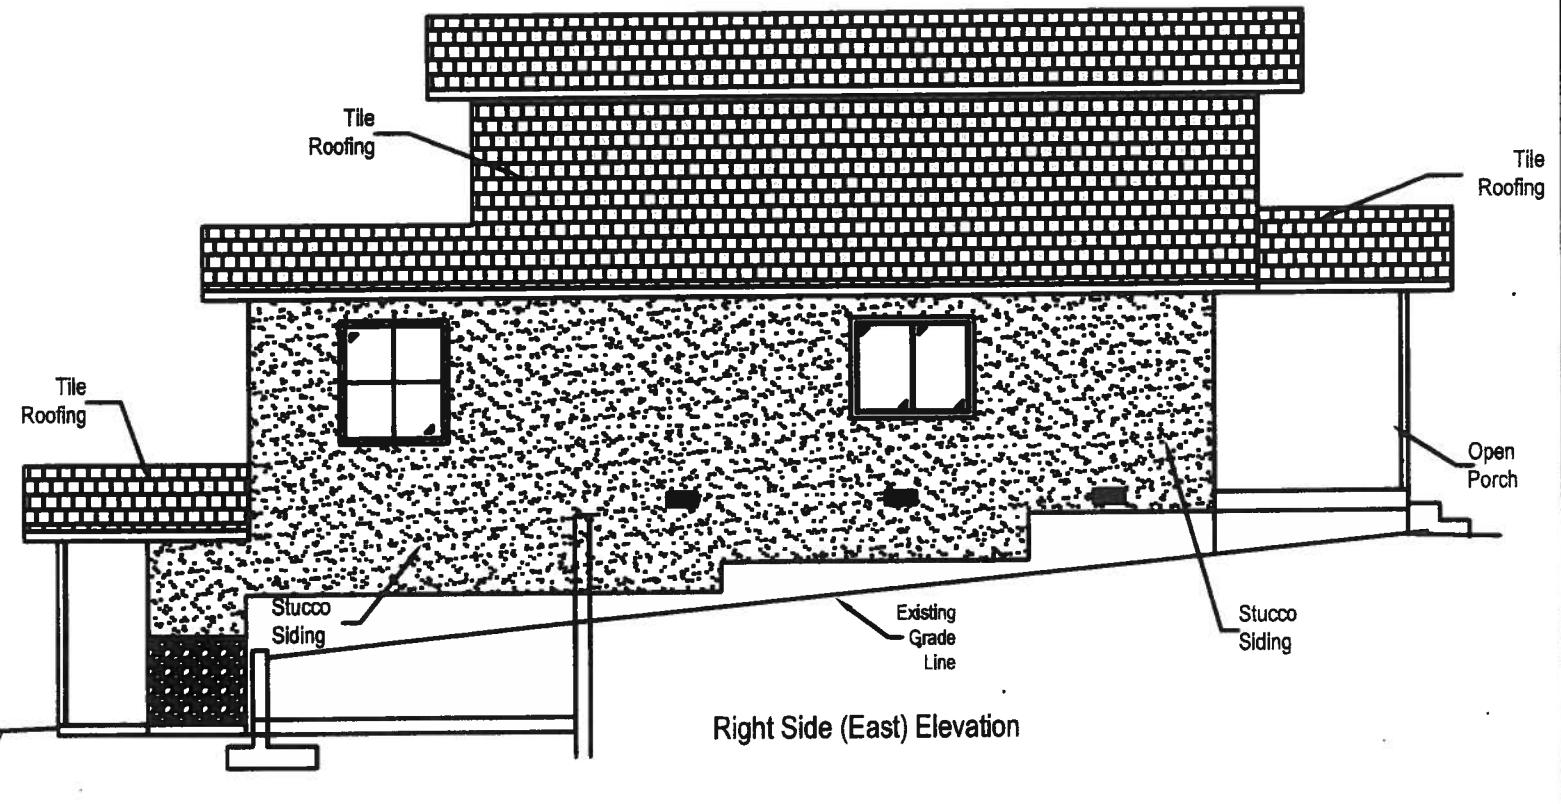 Tile
Roofing
Tile
Roofing
Tile
Roofing
Open
Porch
Stucco
Siding
Existing
Grade
Line
Stucco
Siding
Right Side (East) Elevation